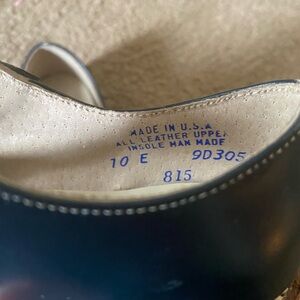 MADE IN U.S.A
ALL LEATHER UPPER
INSOLE MAN MADE
10 E 9D305
815